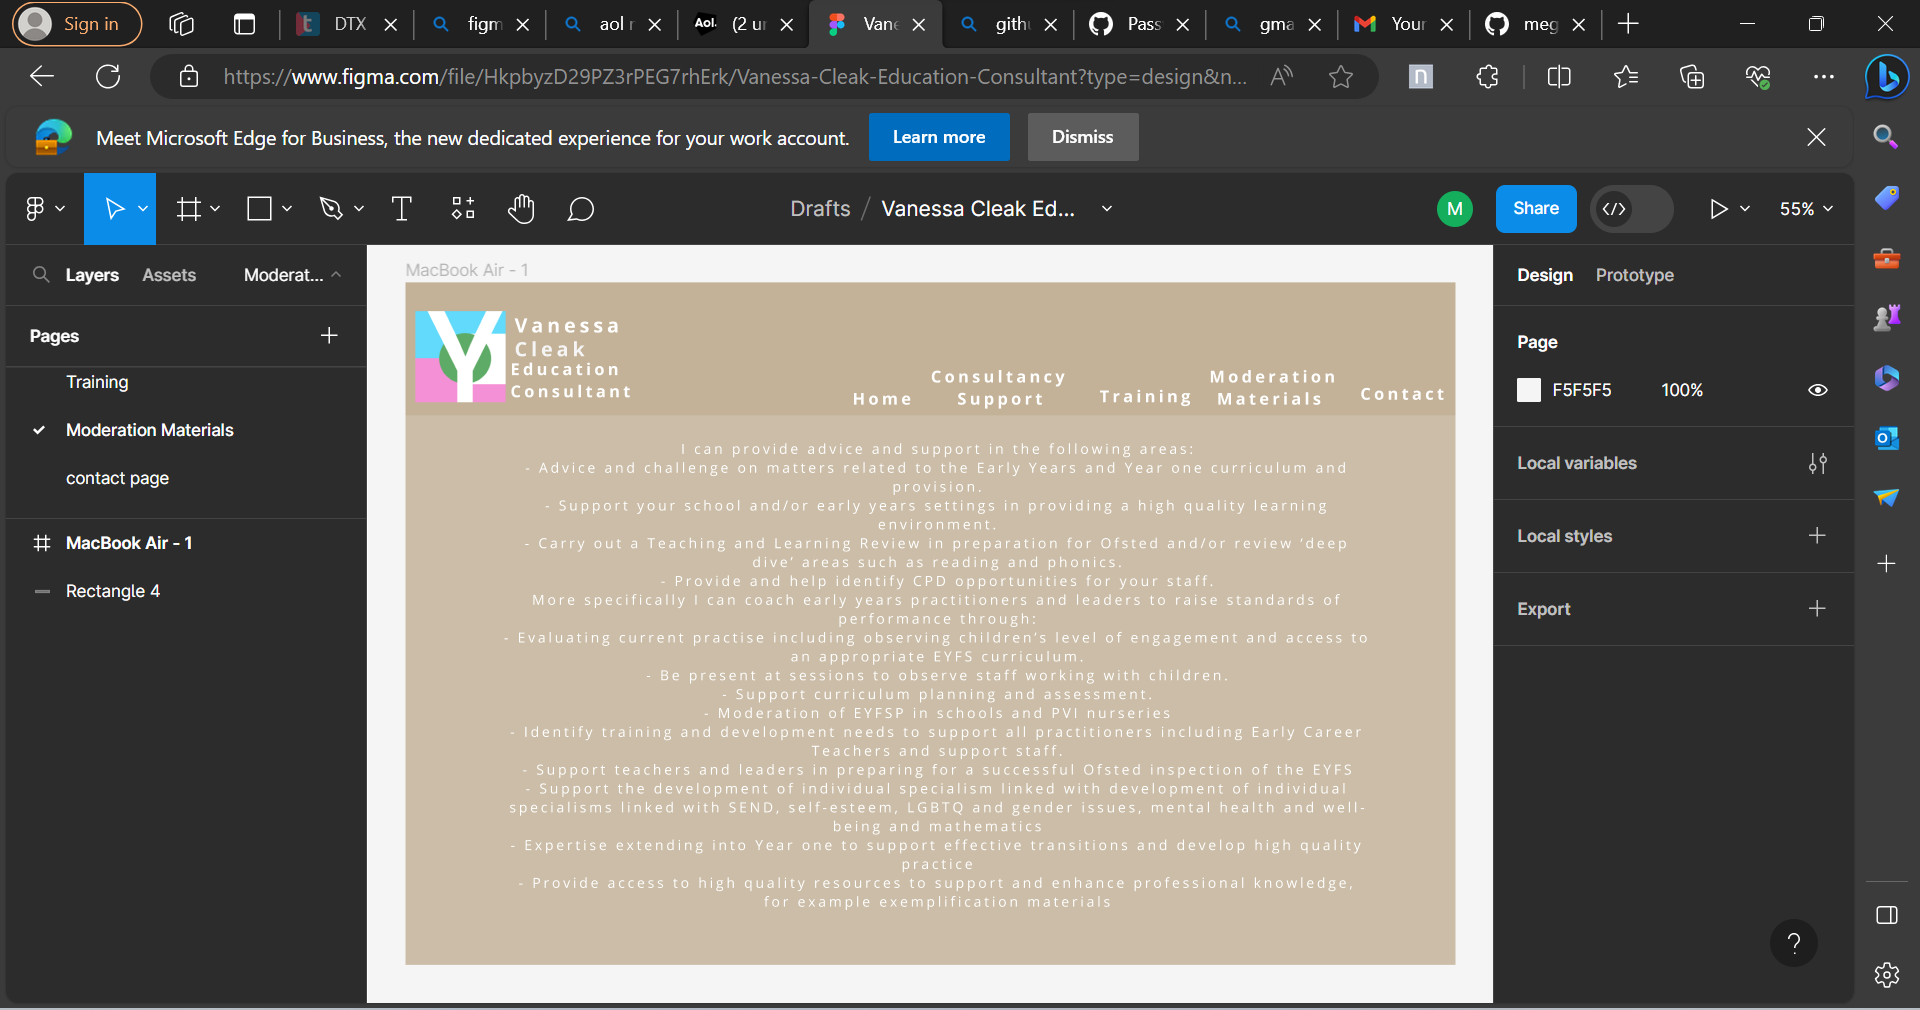 Sign in
DTX
figm
aol r
Aol.
(2 ur
Vane
gith
Pass
gma
Your
meg
https://www.figma.com/file/HkpbyzD29PZ3rPEG7rhErk/Vanessa-Cleak-Education-Consultant?type=design&n...
A
n
Meet Microsoft Edge for Business, the new dedicated experience for your work account.
Learn more
Dismiss
Drafts / Vanessa Cleak Ed...
M
Share
55%
Layers
Assets
Moderat...
Design
Prototype
Pages
Training
Moderation Materials
contact page
MacBook Air - 1
Rectangle 4
MacBook Air - 1
Vanessa
Cleak
Education
Consultant
Home
Consultancy
Support
Training
Moderation
Materials
Contact
I can provide advice and support in the following areas:
- Advice and challenge on matters related to the Early Years and Year one curriculum and
provision.
- Support your school and/or early years settings in providing a high quality learning
environment.
- Carry out a Teaching and Learning Review in preparation for Ofsted and/or review 'deep
dive' areas such as reading and phonics.
- Provide and help identify CPD opportunities for your staff.
More specifically I can coach early years practitioners and leaders to raise standards of
performance through:
- Evaluating current practise including observing children's level of engagement and access to
an appropriate EYFS curriculum.
- Be present at sessions to observe staff working with children.
- Support curriculum planning and assessment.
- Moderation of EYFSP in schools and PVI nurseries
- Identify training and development needs to support all practitioners including Early Career
Teachers and support staff.
- Support teachers and leaders in preparing for a successful Ofsted inspection of the EYFS
- Support the development of individual specialism linked with development of individual
specialisms linked with SEND, self-esteem, LGBTQ and gender issues, mental health and well-
being and mathematics
- Expertise extending into Year one to support effective transitions and develop high quality
practice
- Provide access to high quality resources to support and enhance professional knowledge,
for example exemplification materials
Page
F5F5F5
100%
Local variables
Local styles
Export
?